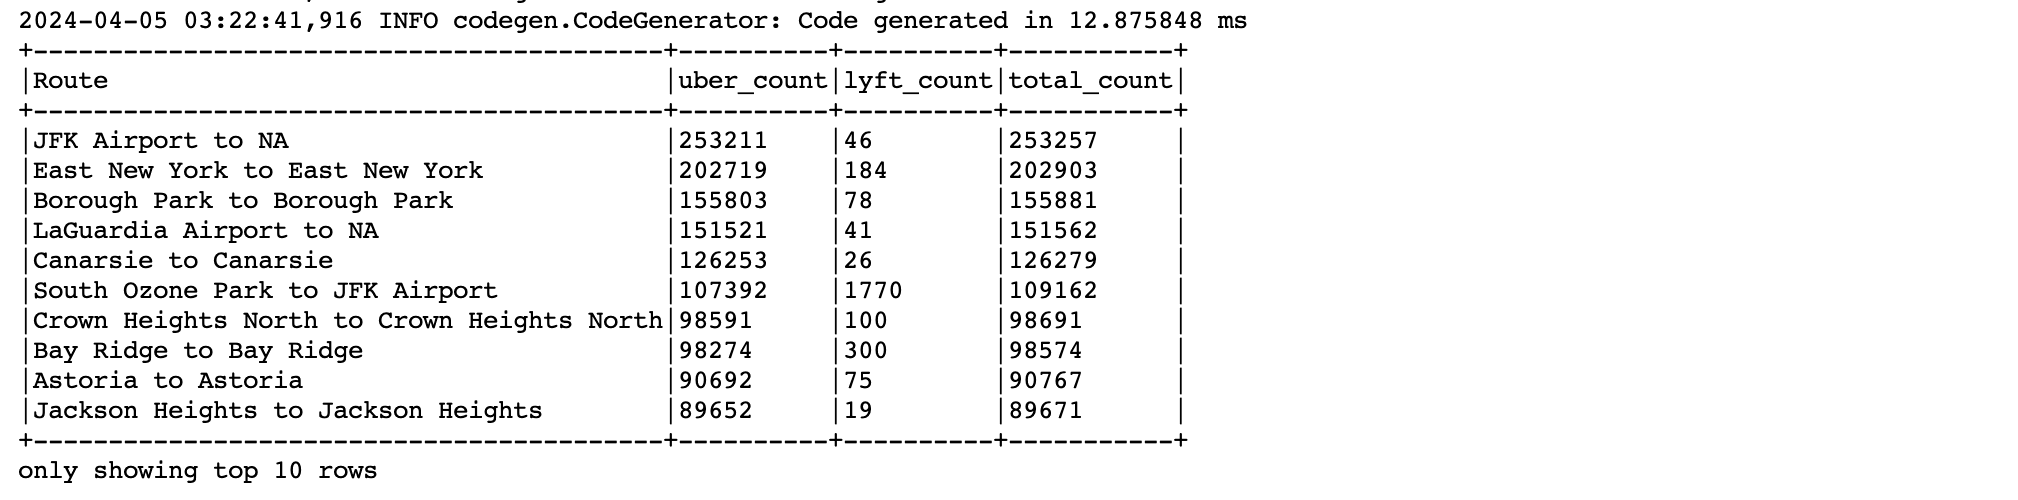 2024-04-05 03:22:41,916 INFO codegen.CodeGenerator: Code generated in 12.875848 ms
+------------------------------------------+----------+----------+-----------+
|Route                                     |uber_count|lyft_count|total_count|
+------------------------------------------+----------+----------+-----------+
|JFK Airport to NA                         |253211    |46        |253257     |
|East New York to East New York            |202719    |184       |202903     |
|Borough Park to Borough Park              |155803    |78        |155881     |
|LaGuardia Airport to NA                   |151521    |41        |151562     |
|Canarsie to Canarsie                      |126253    |26        |126279     |
|South Ozone Park to JFK Airport           |107392    |1770      |109162     |
|Crown Heights North to Crown Heights North|98591     |100       |98691      |
|Bay Ridge to Bay Ridge                    |98274     |300       |98574      |
|Astoria to Astoria                        |90692     |75        |90767      |
|Jackson Heights to Jackson Heights        |89652     |19        |89671      |
+------------------------------------------+----------+----------+-----------+
only showing top 10 rows